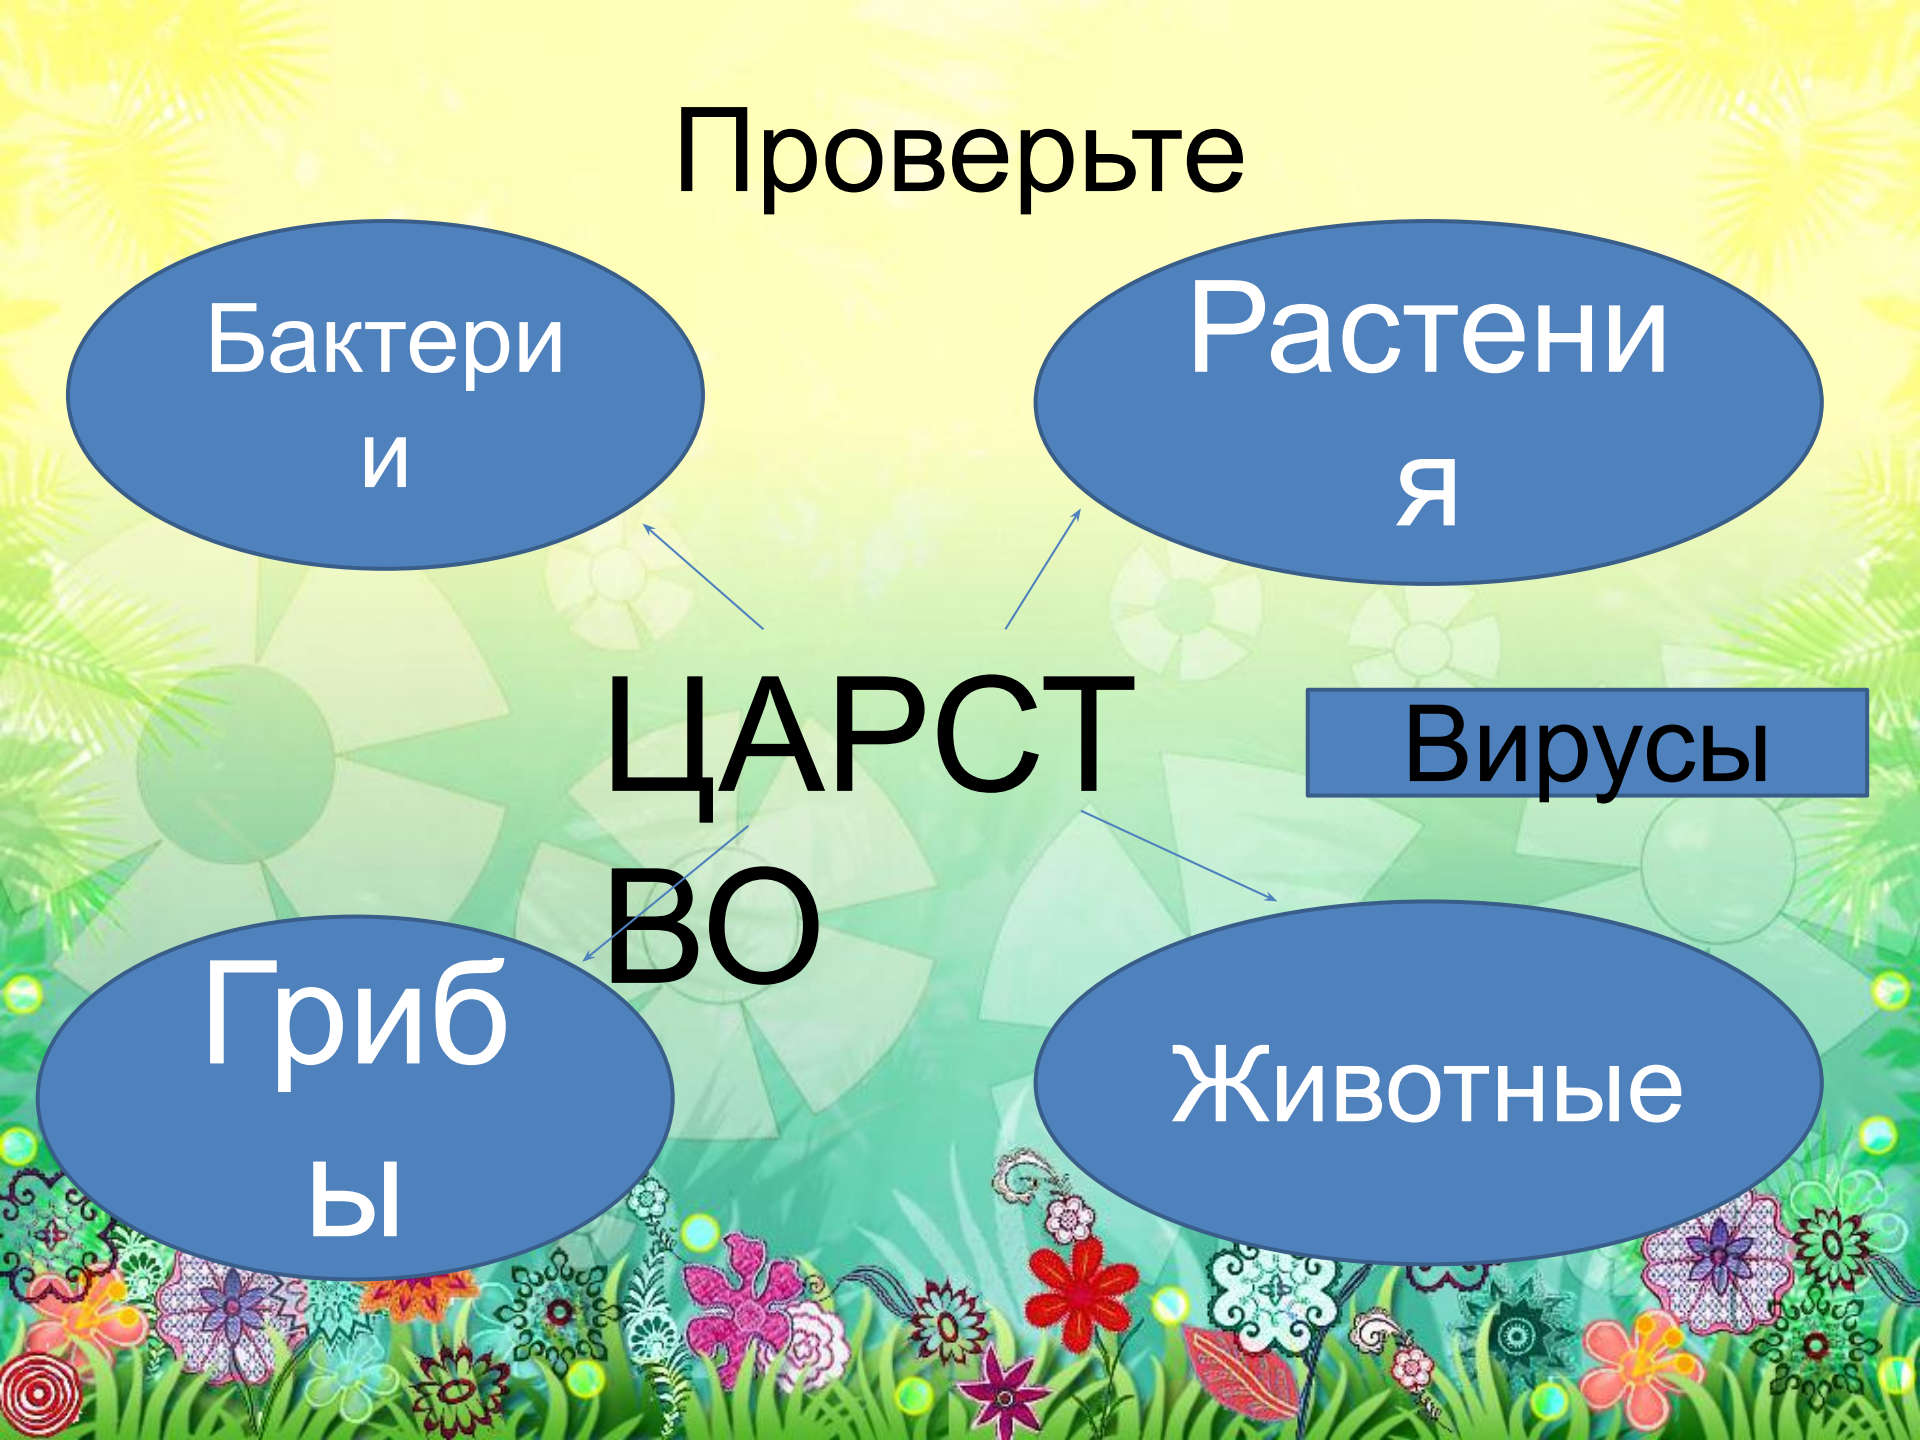 Проверьте
Бактери
и
Растени
я
ЦАРСТ
ВО
Вирусы
Гриб
ы
Животные